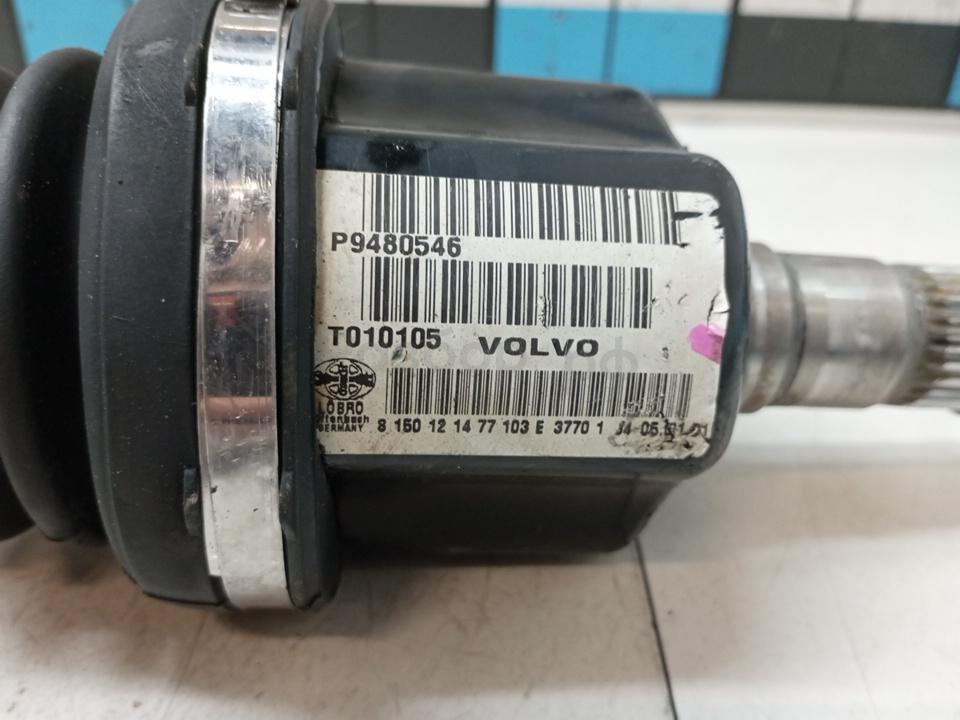 P9480546
T010105 VOLVO
LÖBRO
GERMANY
8 150 12 14 77 103 E 3770 1